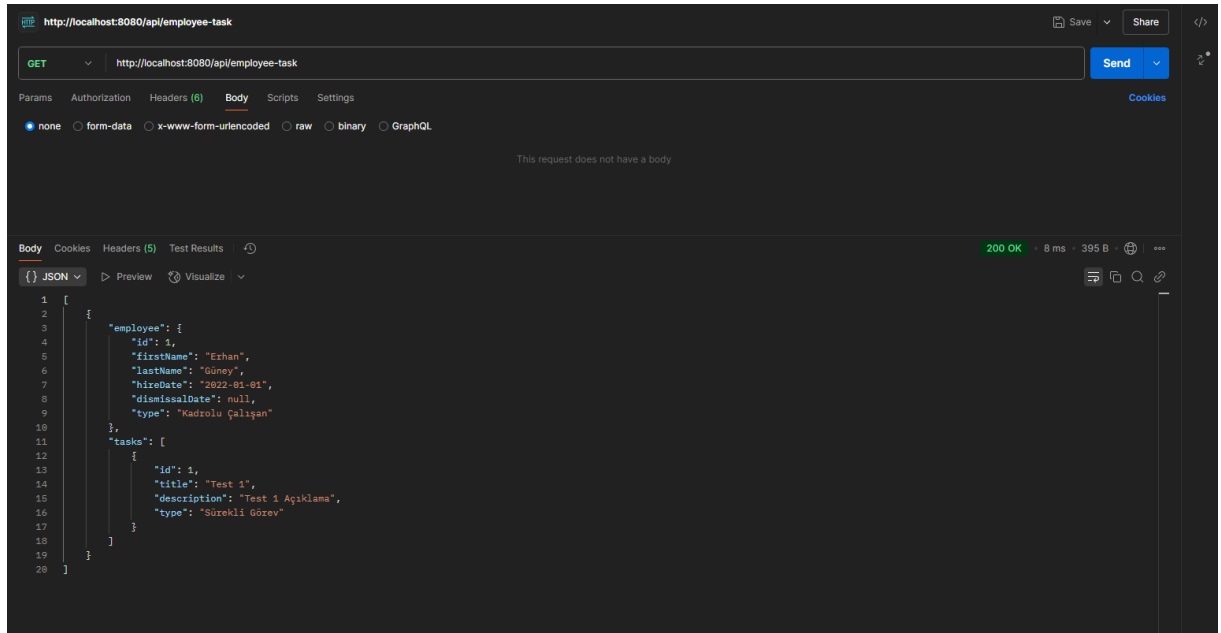 HTTP http://localhost:8080/api/employee-task Save Share </>
GET http://localhost:8080/api/employee-task Send
Params Authorization Headers (6) Body Scripts Settings Cookies
none form-data x-www-form-urlencoded raw binary GraphQL
This request does not have a body
Body Cookies Headers (5) Test Results 200 OK 8 ms 395 B
{} JSON Preview Visualize
1 [
2 {
3 "employee": {
4 "id": 1,
5 "firstName": "Erhan",
6 "lastName": "Güney",
7 "hireDate": "2022-01-01",
8 "dismissalDate": null,
9 "type": "Kadrolu Çalışan"
10 },
11 "tasks": [
12 {
13 "id": 1,
14 "title": "Test 1",
15 "description": "Test 1 Açıklama",
16 "type": "Sürekli Görev"
17 }
18 ]
19 }
20 ]